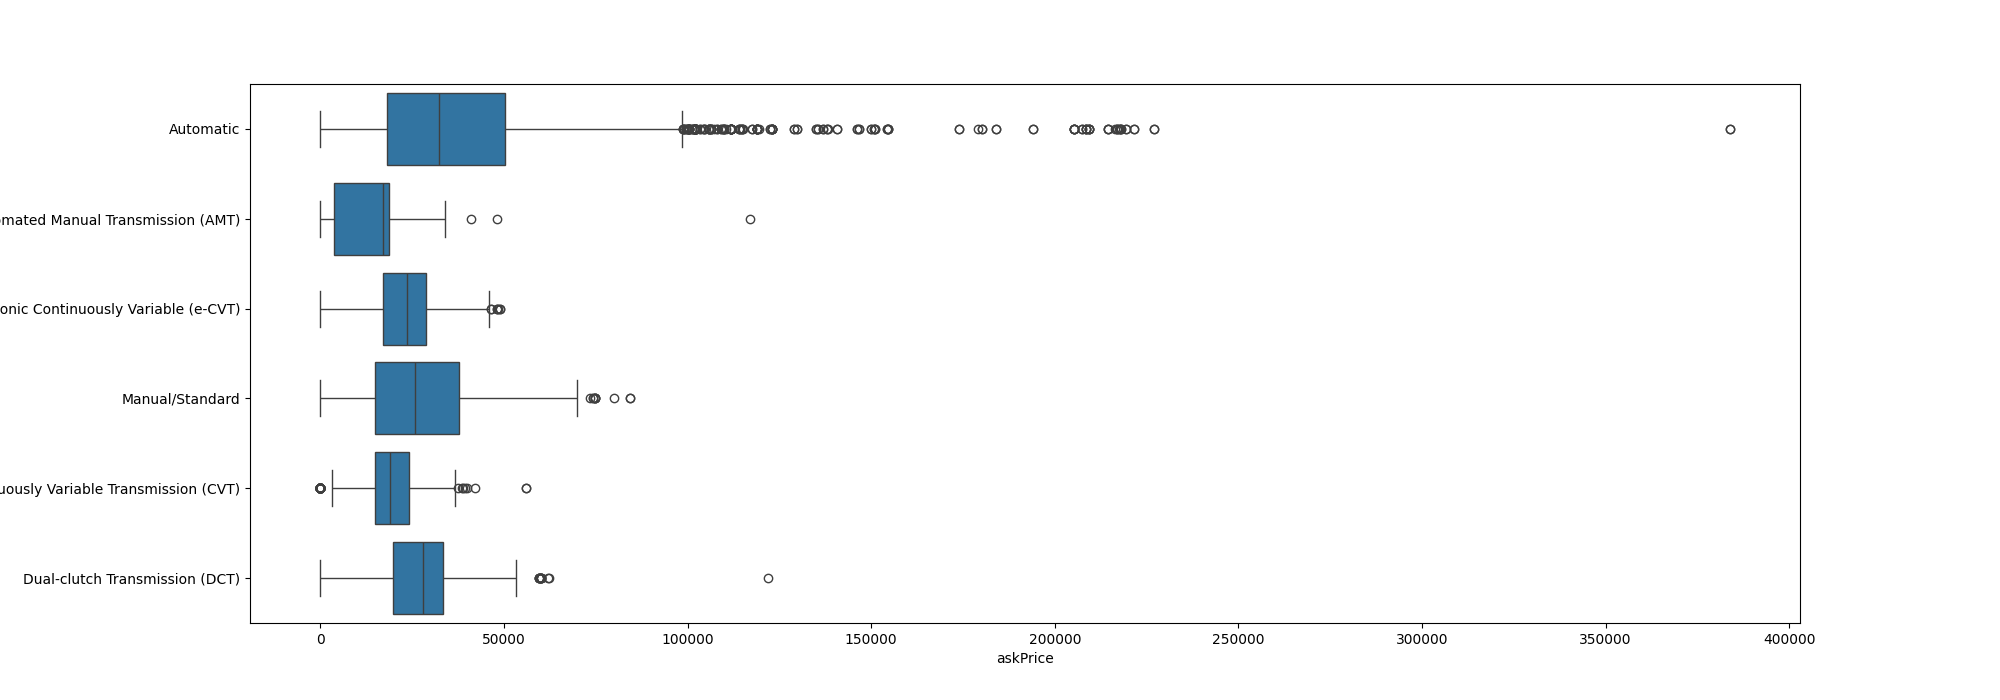 Automatic
omated Manual Transmission (AMT)
onic Continuously Variable (e-CVT)
Manual/Standard
uously Variable Transmission (CVT)
Dual-clutch Transmission (DCT)
0 50000 100000 150000 200000 250000 300000 350000 400000
askPrice